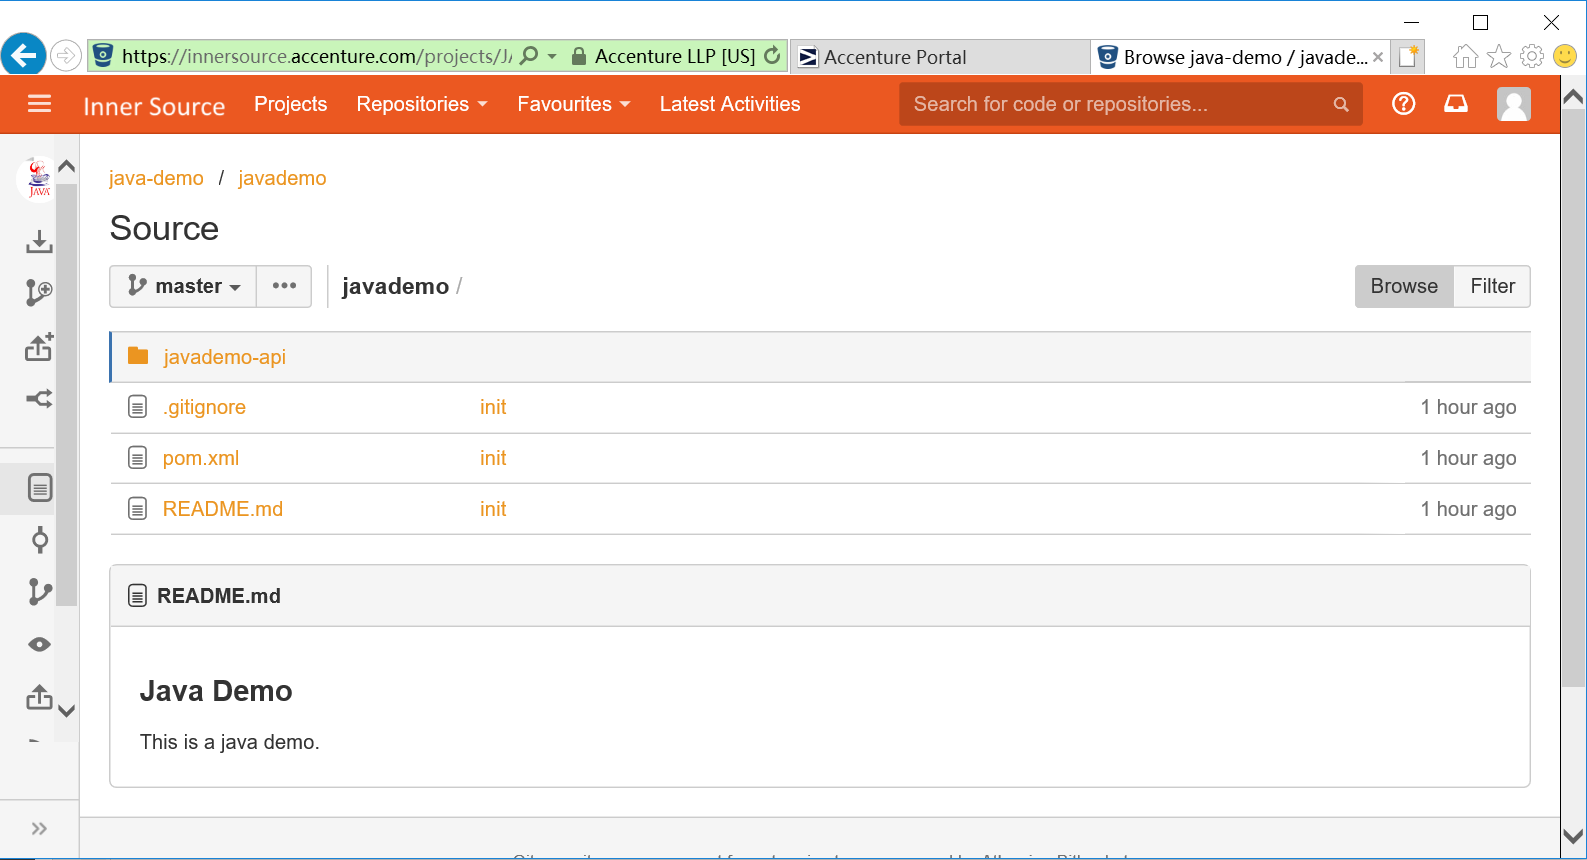 https://innersource.accenture.com/projects/JA Accenture LLP [US] Accenture Portal Browse java-demo / javade...
Inner Source Projects Repositories Favourites Latest Activities Search for code or repositories...
JAVA
java-demo / javademo
Source
master ••• javademo / Browse Filter
javademo-api
.gitignore init 1 hour ago
pom.xml init 1 hour ago
README.md init 1 hour ago
README.md
Java Demo
This is a java demo.